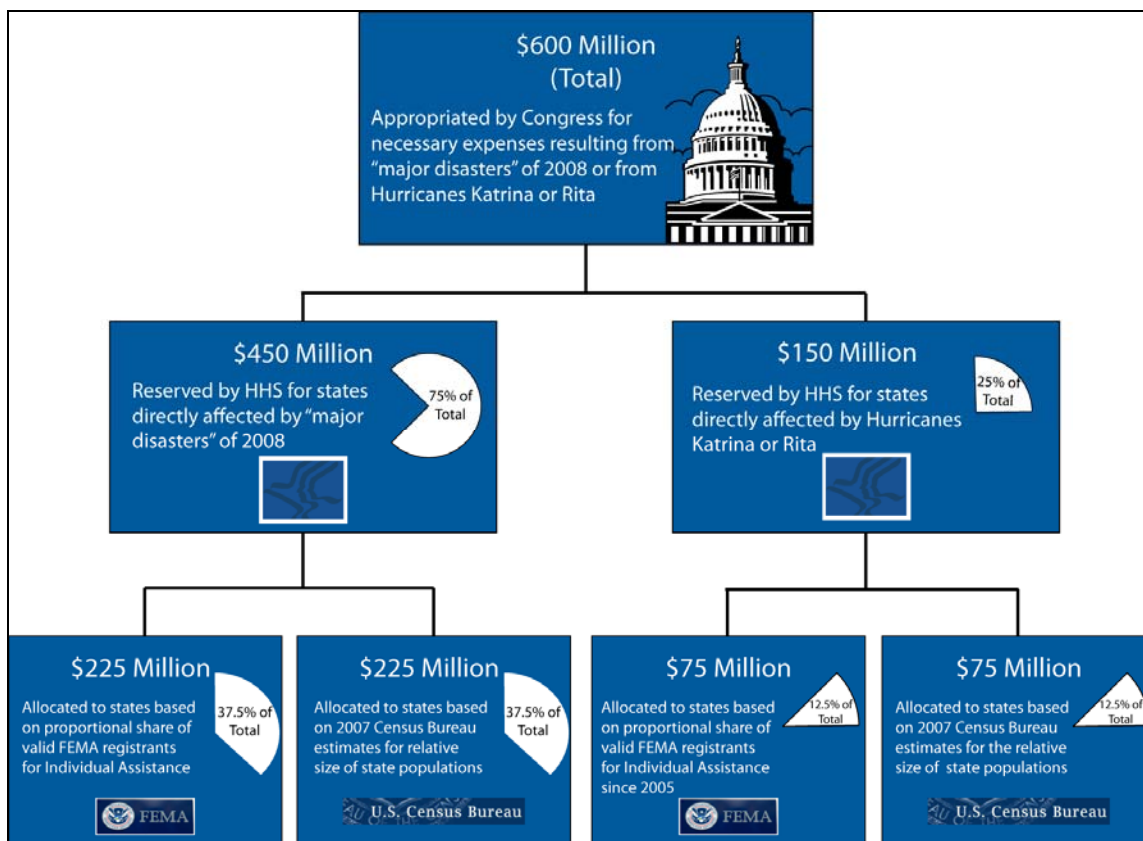 $600 Million
(Total)
Appropriated by Congress for
necessary expenses resulting from
“major disasters” of 2008 or from
Hurricanes Katrina or Rita
$450 Million
Reserved by HHS for states
directly affected by “major
disasters” of 2008
75% of
Total
$150 Million
Reserved by HHS for states
directly affected by Hurricanes
Katrina or Rita
25% of
Total
$225 Million
Allocated to states based
on proportional share of
valid FEMA registrants
for Individual Assistance
37.5% of
Total
FEMA
$225 Million
Allocated to states based
on 2007 Census Bureau
estimates for relative
size of state populations
37.5% of
Total
U.S. Census Bureau
$75 Million
Allocated to states based
on proportional share of
valid FEMA registrants
for Individual Assistance
since 2005
12.5% of
Total
FEMA
$75 Million
Allocated to states based
on 2007 Census Bureau
estimates for the relative
size of state populations
12.5% of
Total
U.S. Census Bureau